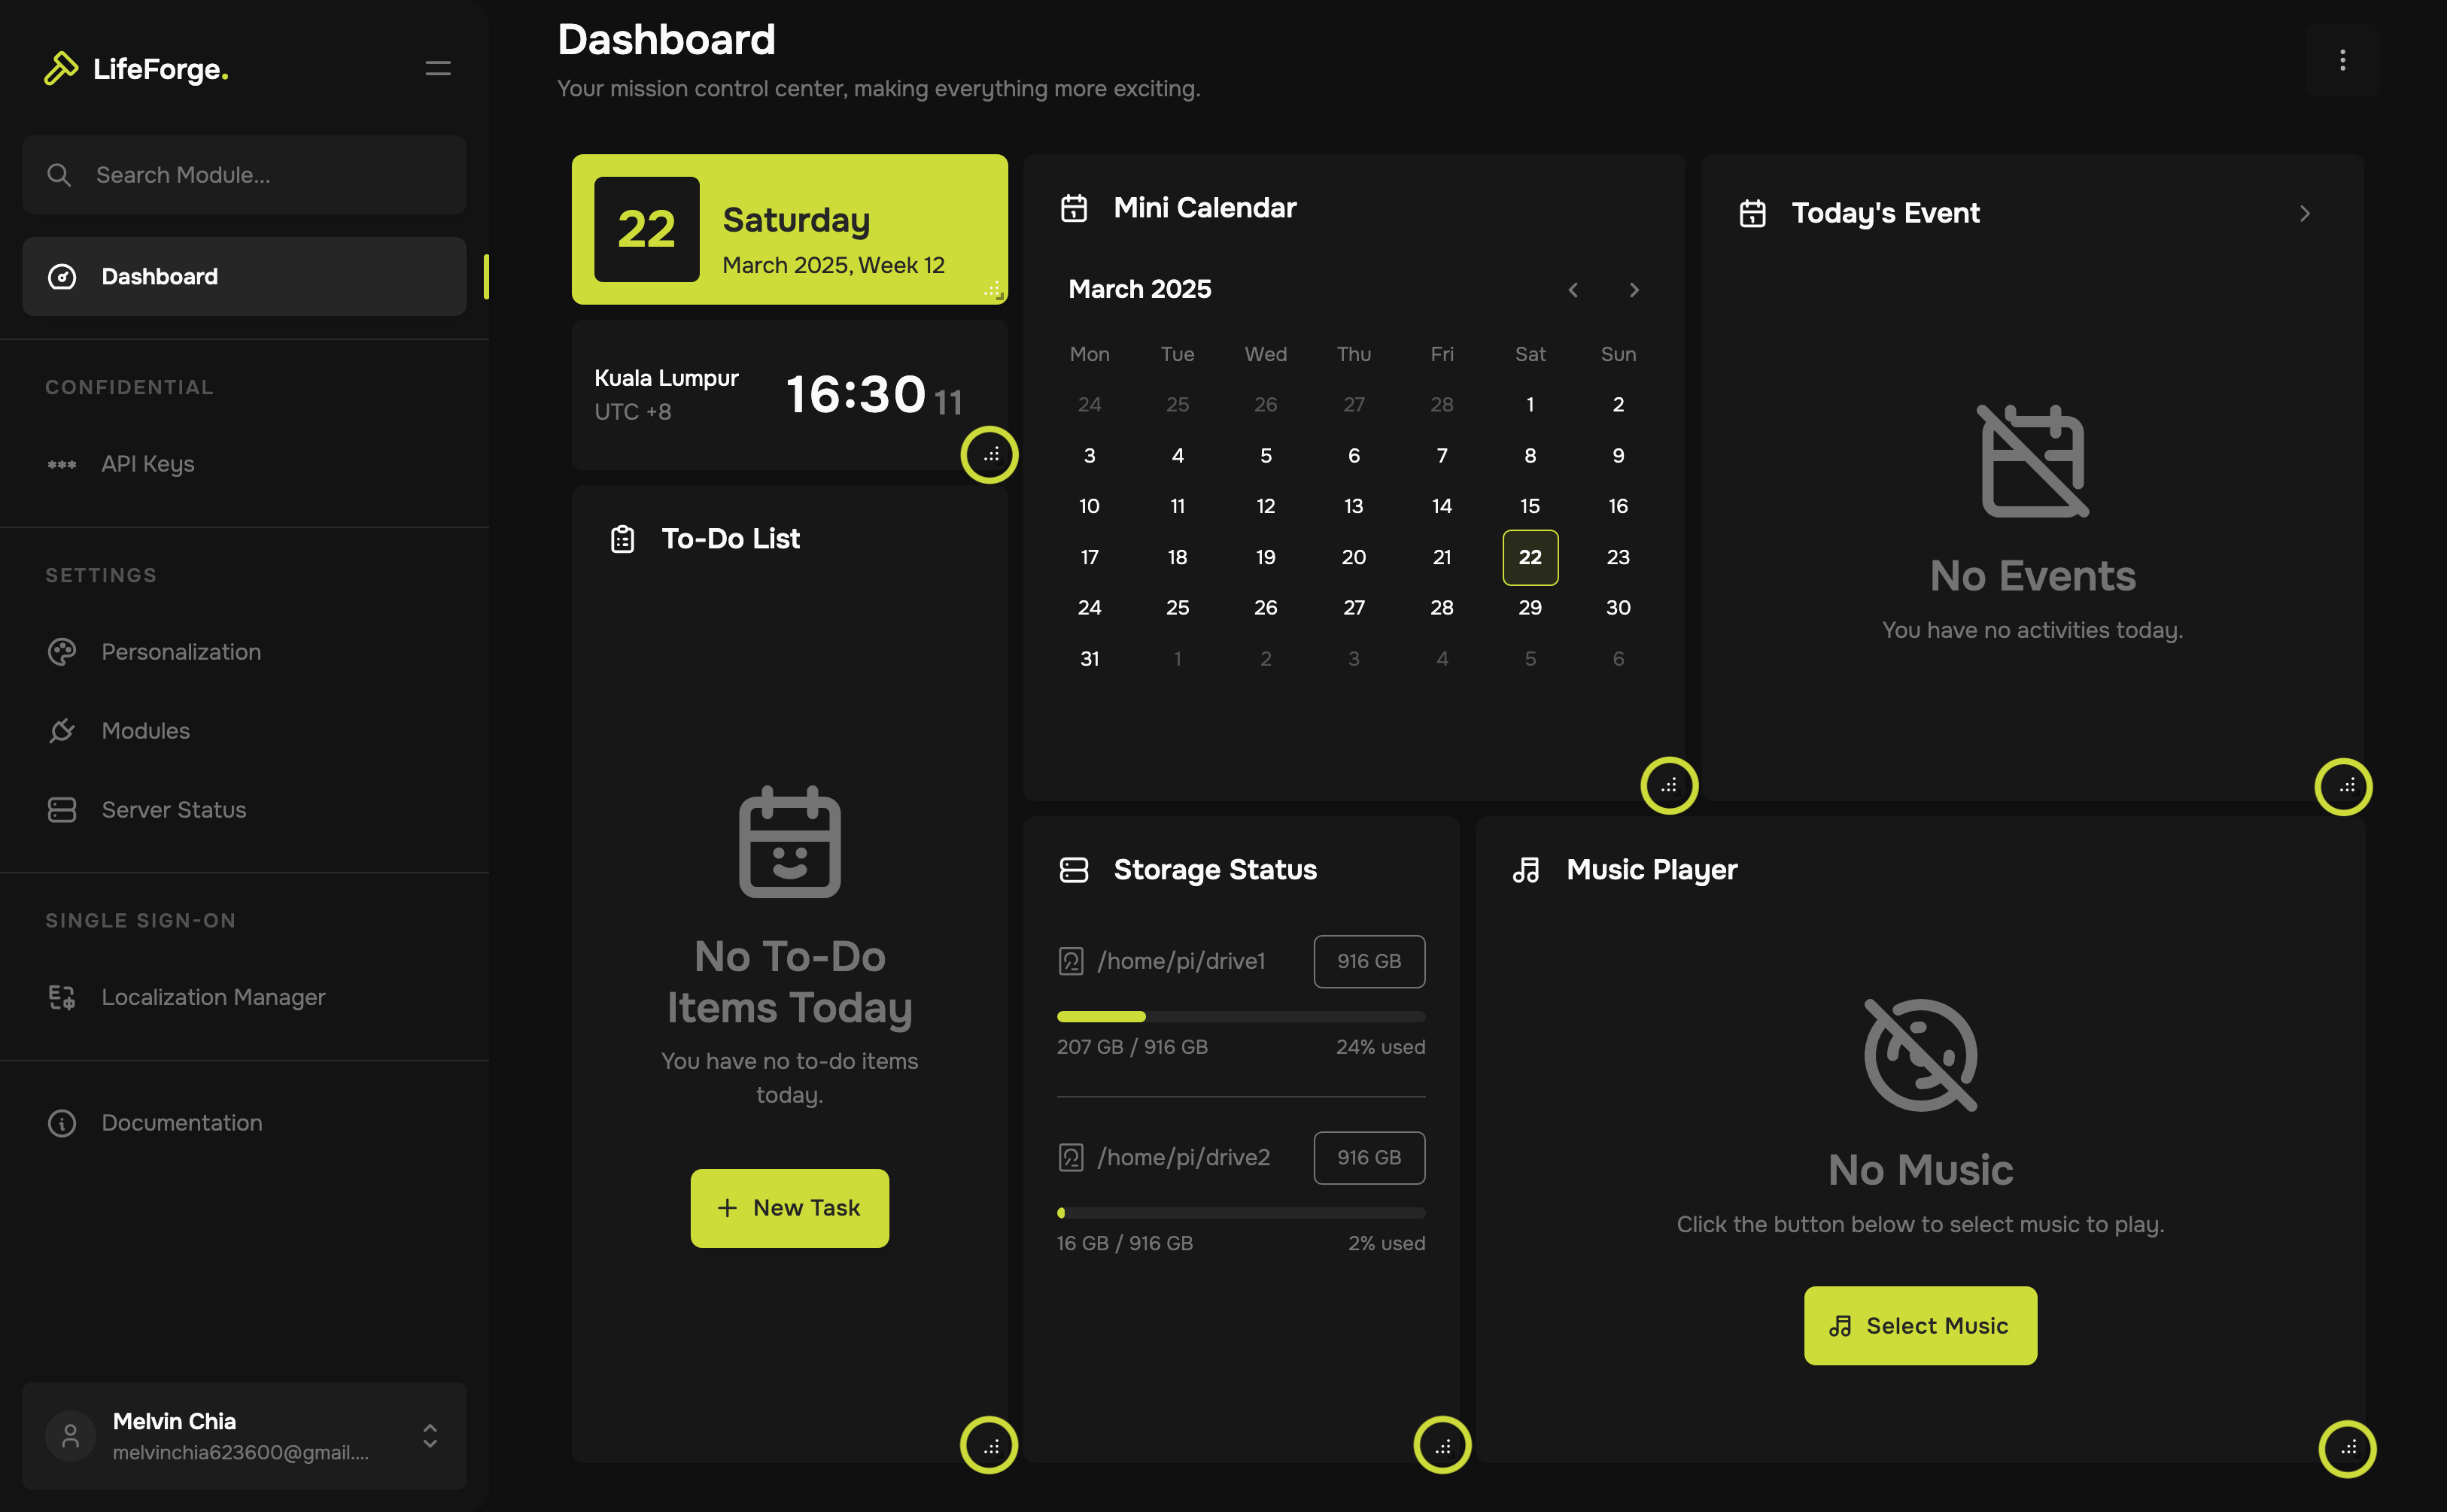 LifeForge.
Search Module...
Dashboard
CONFIDENTIAL
API Keys
SETTINGS
Personalization
Modules
Server Status
SINGLE SIGN-ON
Localization Manager
Documentation
Melvin Chia
melvinchia623600@gmail....
Dashboard
Your mission control center, making everything more exciting.
22
Saturday
March 2025, Week 12
Kuala Lumpur
UTC +8
16:30 11
To-Do List
No To-Do
Items Today
You have no to-do items
today.
New Task
Mini Calendar
March 2025
Mon Tue Wed Thu Fri Sat Sun
24 25 26 27 28 1 2
3 4 5 6 7 8 9
10 11 12 13 14 15 16
17 18 19 20 21 22 23
24 25 26 27 28 29 30
31 1 2 3 4 5 6
Today's Event
No Events
You have no activities today.
Storage Status
/home/pi/drive1 916 GB
207 GB / 916 GB 24% used
/home/pi/drive2 916 GB
16 GB / 916 GB 2% used
Music Player
No Music
Click the button below to select music to play.
Select Music